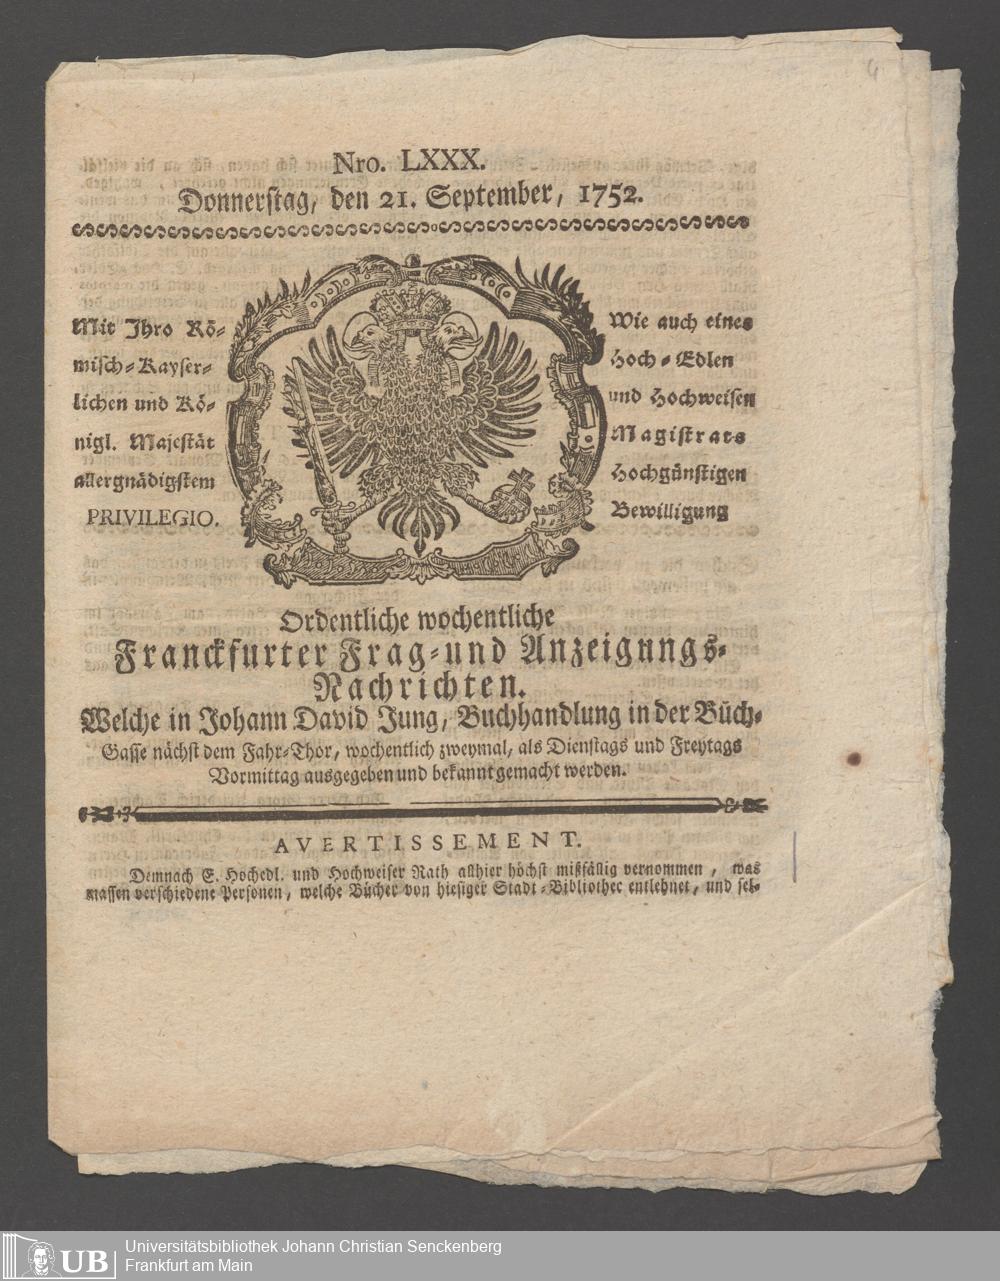 Nro. LXXX.
Donnerstag, den 21. September, 1752.
Mit Ihro Rö-
misch-Kayser-
lichen und Kö-
nigl. Majestät
allergnädigstem
PRIVILEGIO.
Wie auch eines
Hoch-Edlen
und Hochweisen
Magistrats
Hochgünstigen
Bewilligung
Ordentliche wochentliche
Franckfurter Frag-und Anzeigungs-
Nachrichten.
Welche in Johann David Jung, Buchhandlung in der Büch-
Gasse nächst dem Fahr-Thor, wochentlich zweymal, als Dienstags und Freytags
Vormittag ausgegeben und bekannt gemacht werden.
AVERTISSEMENT.
Demnach E. Hochedl. und Hochweiser Rath allhier höchst mißfällig vernommen, was
massen verschiedene Personen, welche Bücher von hiesiger Stadt-Bibliothec entlehnet, und sel-
UB
Universitätsbibliothek Johann Christian Senckenberg
Frankfurt am Main